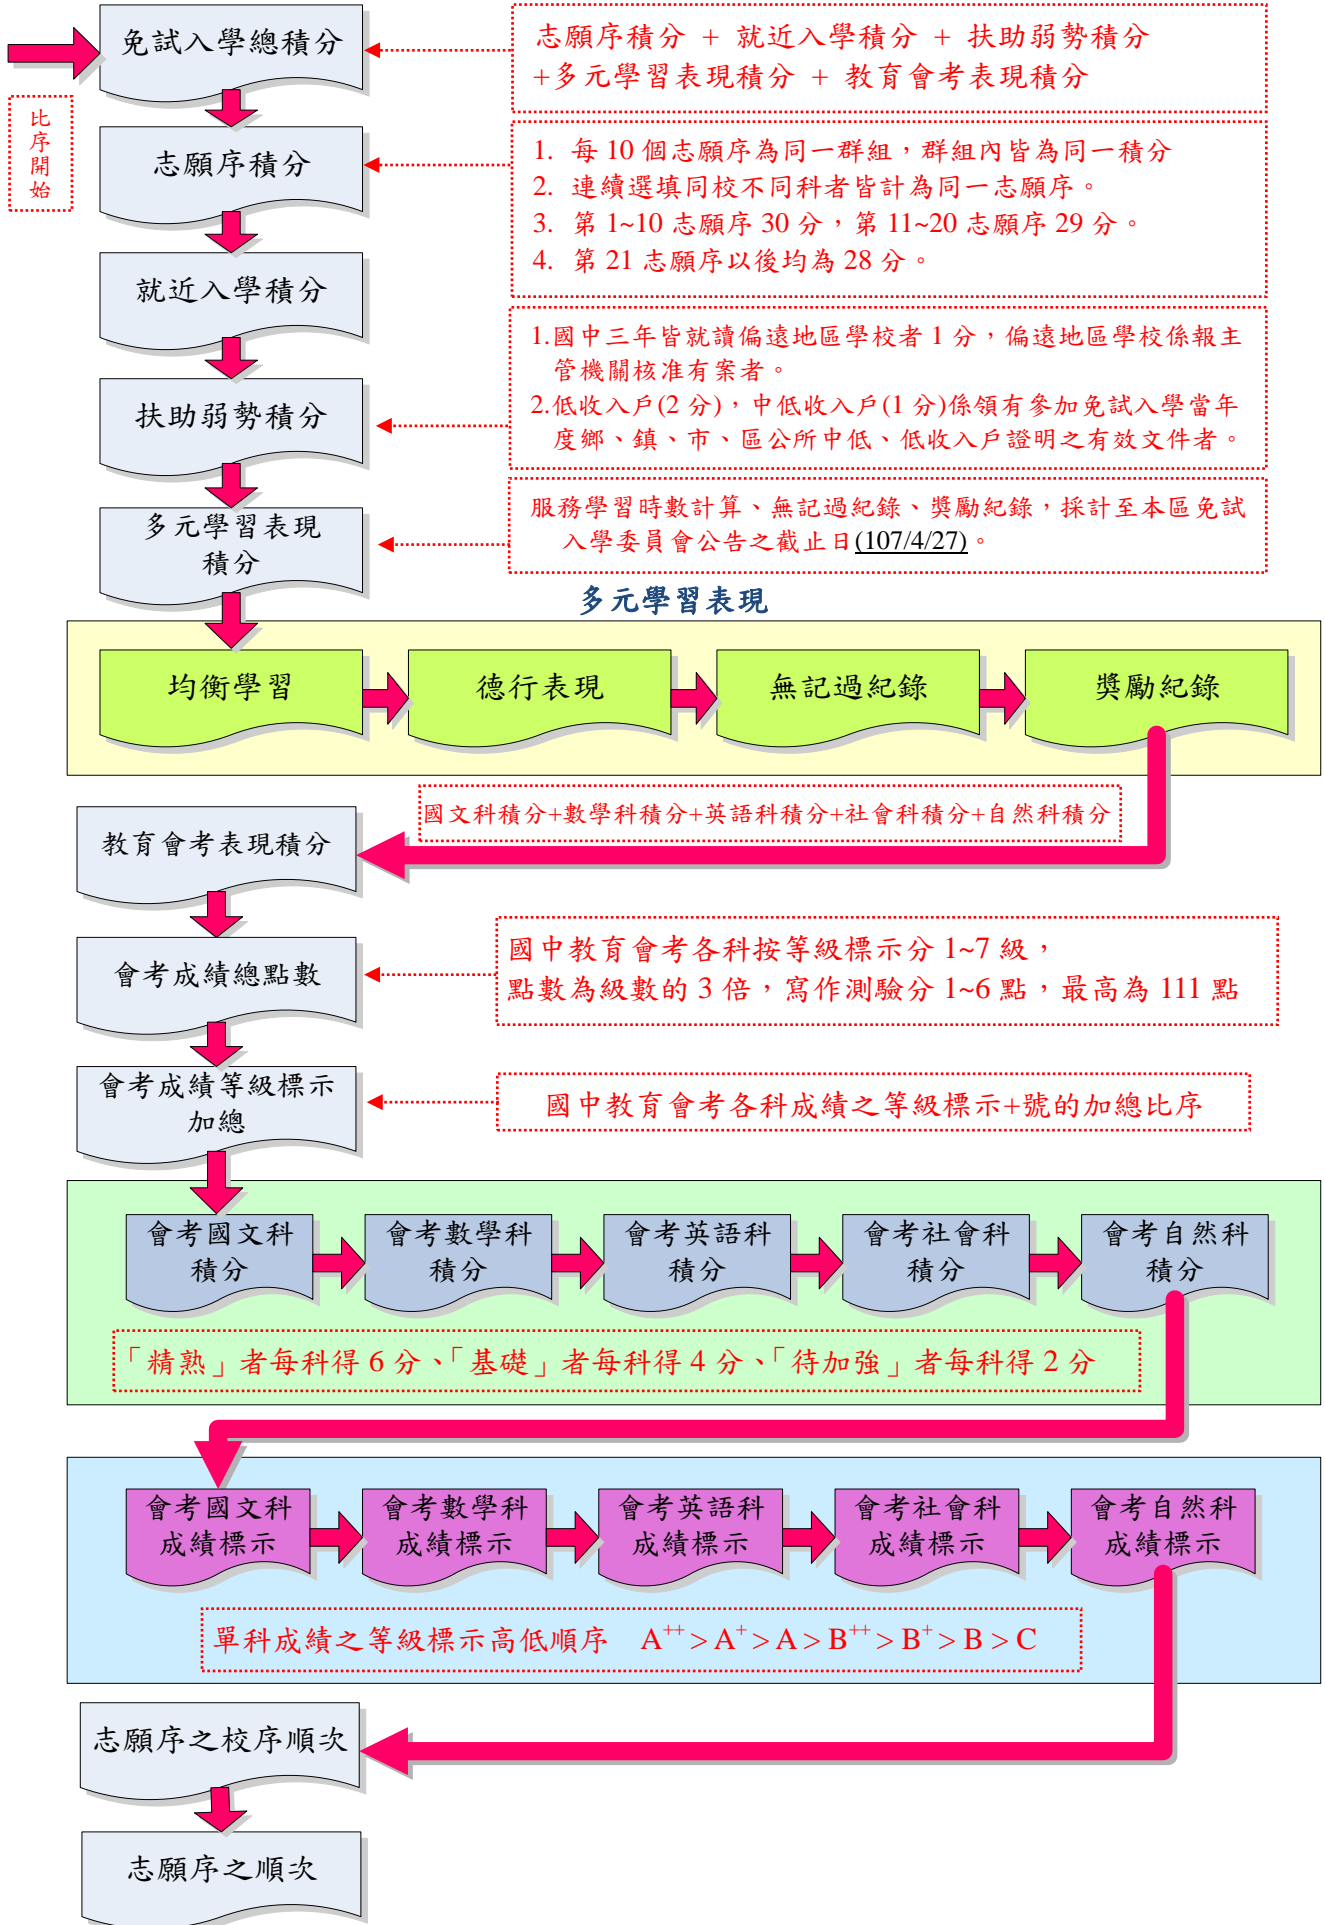 免試入學總積分
志願序積分 + 就近入學積分 + 扶助弱勢積分
+多元學習表現積分 + 教育會考表現積分
比
序
開
始
志願序積分
1. 每 10 個志願序為同一群組，群組內皆為同一積分
2. 連續選填同校不同科者皆計為同一志願序。
3. 第 1~10 志願序 30 分，第 11~20 志願序 29 分。
4. 第 21 志願序以後均為 28 分。
就近入學積分
扶助弱勢積分
1.國中三年皆就讀偏遠地區學校者 1 分，偏遠地區學校係報主
管機關核准有案者。
2.低收入戶(2 分)，中低收入戶(1 分)係領有參加免試入學當年
度鄉、鎮、市、區公所中低、低收入戶證明之有效文件者。
多元學習表現
積分
服務學習時數計算、無記過紀錄、獎勵紀錄，採計至本區免試
入學委員會公告之截止日(107/4/27)。
多元學習表現
均衡學習
德行表現
無記過紀錄
獎勵紀錄
國文科積分+數學科積分+英語科積分+社會科積分+自然科積分
教育會考表現積分
會考成績總點數
國中教育會考各科按等級標示分 1~7 級，
點數為級數的 3 倍，寫作測驗分 1~6 點，最高為 111 點
會考成績等級標示
加總
國中教育會考各科成績之等級標示+號的加總比序
會考國文科
積分
會考數學科
積分
會考英語科
積分
會考社會科
積分
會考自然科
積分
「精熟」者每科得 6 分、「基礎」者每科得 4 分、「待加強」者每科得 2 分
會考國文科
成績標示
會考數學科
成績標示
會考英語科
成績標示
會考社會科
成績標示
會考自然科
成績標示
單科成績之等級標示高低順序 A++ > A+ > A > B++ > B+ > B > C
志願序之校序順次
志願序之順次